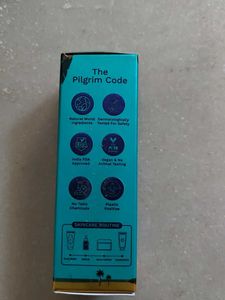 The
Pilgrim Code
Natural World
Ingredients
Dermatologically
Tested For Safety
India FDA
Approved
Vegan & No
Animal Testing
No Toxic
Chemicals
Plastic
Positive
SKINCARE ROUTINE